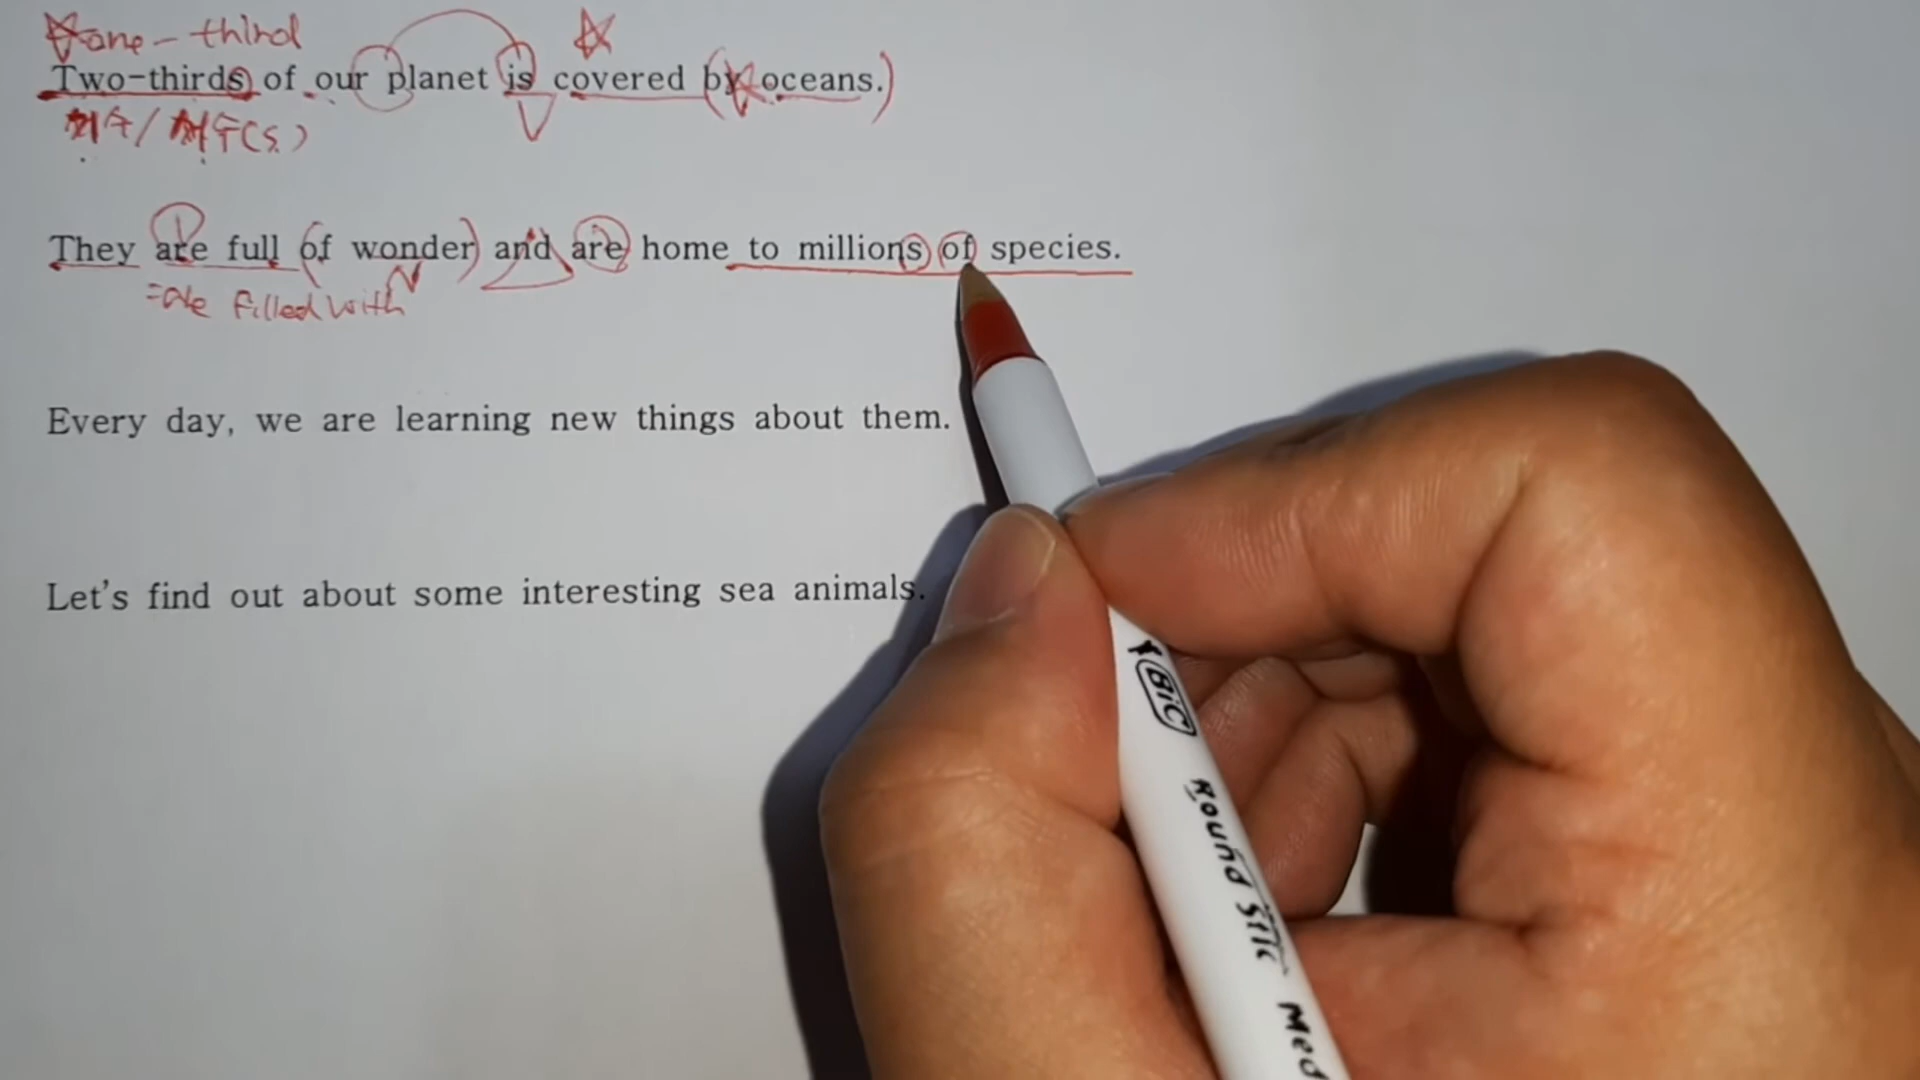 one - third
Two-thirds of our planet is covered by oceans.
They are full of wonder and are home to millions of species.
= are filled with
Every day, we are learning new things about them.
Let's find out about some interesting sea animals.
BIC
Round Stic Med